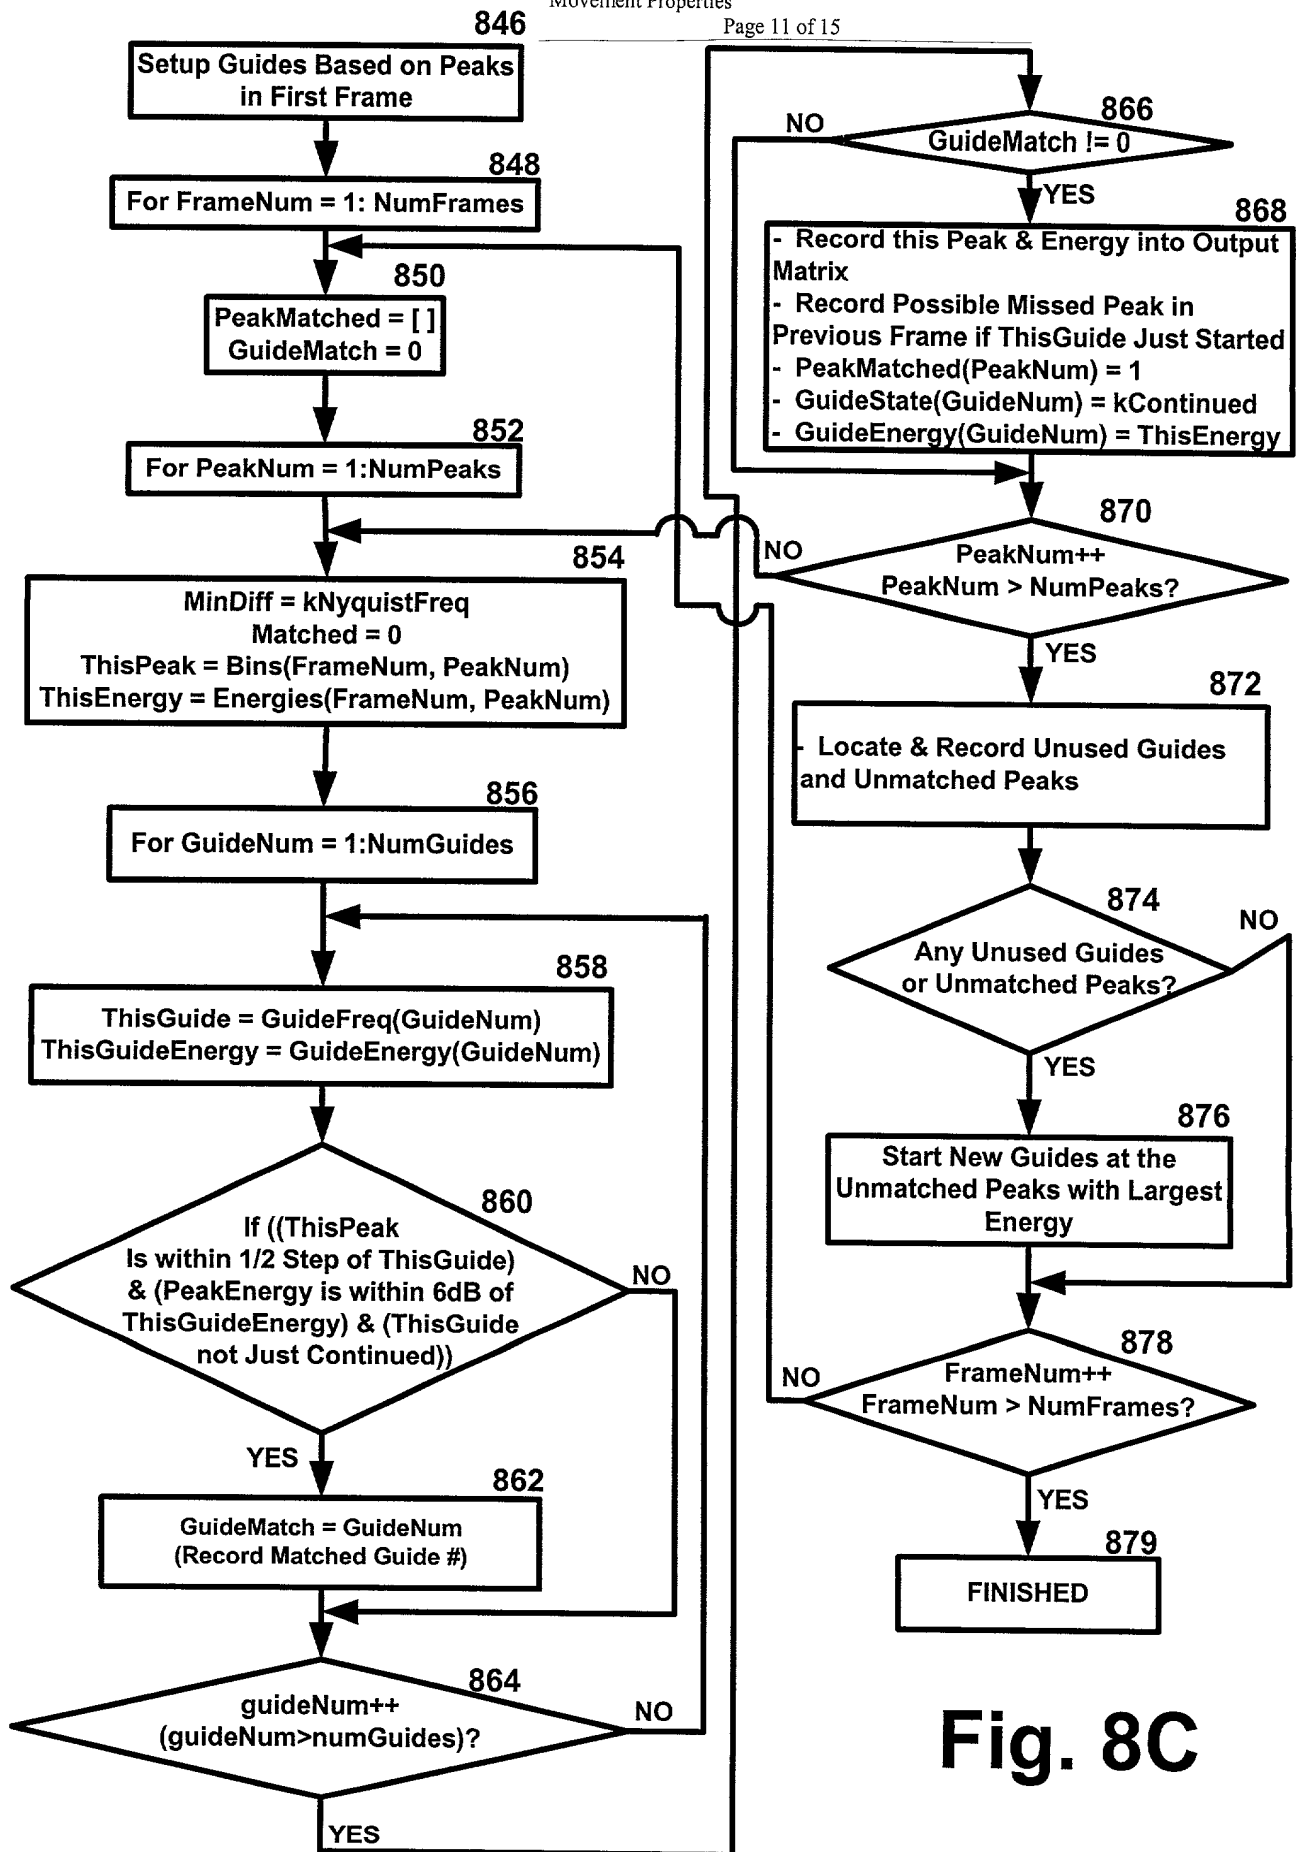 Movement Properties
Page 11 of 15
846
Setup Guides Based on Peaks
in First Frame
848
For FrameNum = 1: NumFrames
850
PeakMatched = [ ]
GuideMatch = 0
852
For PeakNum = 1:NumPeaks
854
MinDiff = kNyquistFreq
Matched = 0
ThisPeak = Bins(FrameNum, PeakNum)
ThisEnergy = Energies(FrameNum, PeakNum)
856
For GuideNum = 1:NumGuides
858
ThisGuide = GuideFreq(GuideNum)
ThisGuideEnergy = GuideEnergy(GuideNum)
860
If ((ThisPeak
Is within 1/2 Step of ThisGuide)
& (PeakEnergy is within 6dB of
ThisGuideEnergy) & (ThisGuide
not Just Continued))
NO
YES
862
GuideMatch = GuideNum
(Record Matched Guide #)
864
guideNum++
(guideNum>numGuides)?
NO
YES
866
GuideMatch != 0
NO
YES
868
- Record this Peak & Energy into Output
Matrix
- Record Possible Missed Peak in
Previous Frame if ThisGuide Just Started
- PeakMatched(PeakNum) = 1
- GuideState(GuideNum) = kContinued
- GuideEnergy(GuideNum) = ThisEnergy
870
PeakNum++
PeakNum > NumPeaks?
NO
YES
872
- Locate & Record Unused Guides
and Unmatched Peaks
874
Any Unused Guides
or Unmatched Peaks?
NO
YES
876
Start New Guides at the
Unmatched Peaks with Largest
Energy
878
FrameNum++
FrameNum > NumFrames?
NO
YES
879
FINISHED
Fig. 8C